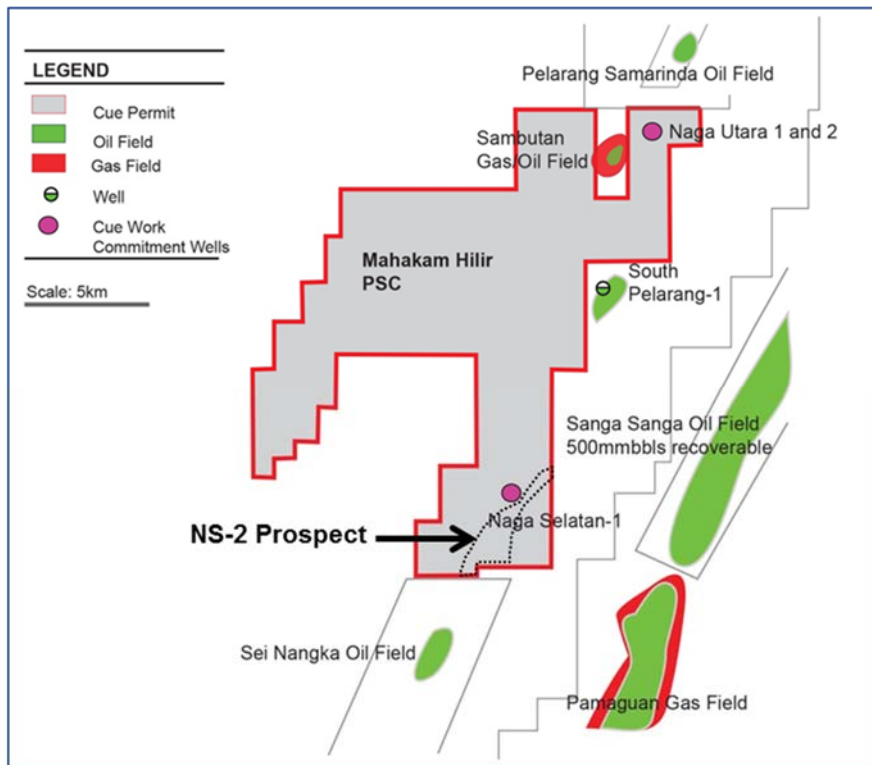 LEGEND
Cue Permit
Oil Field
Gas Field
Well
Cue Work
Commitment Wells
Scale: 5km
Pelarang Samarinda Oil Field
Sambutan
Gas/Oil Field
Naga Utara 1 and 2
Mahakam Hilir
PSC
South
Pelarang-1
Sanga Sanga Oil Field
500mmbbls recoverable
Naga Selatan-1
NS-2 Prospect
Sei Nangka Oil Field
Pamaguan Gas Field